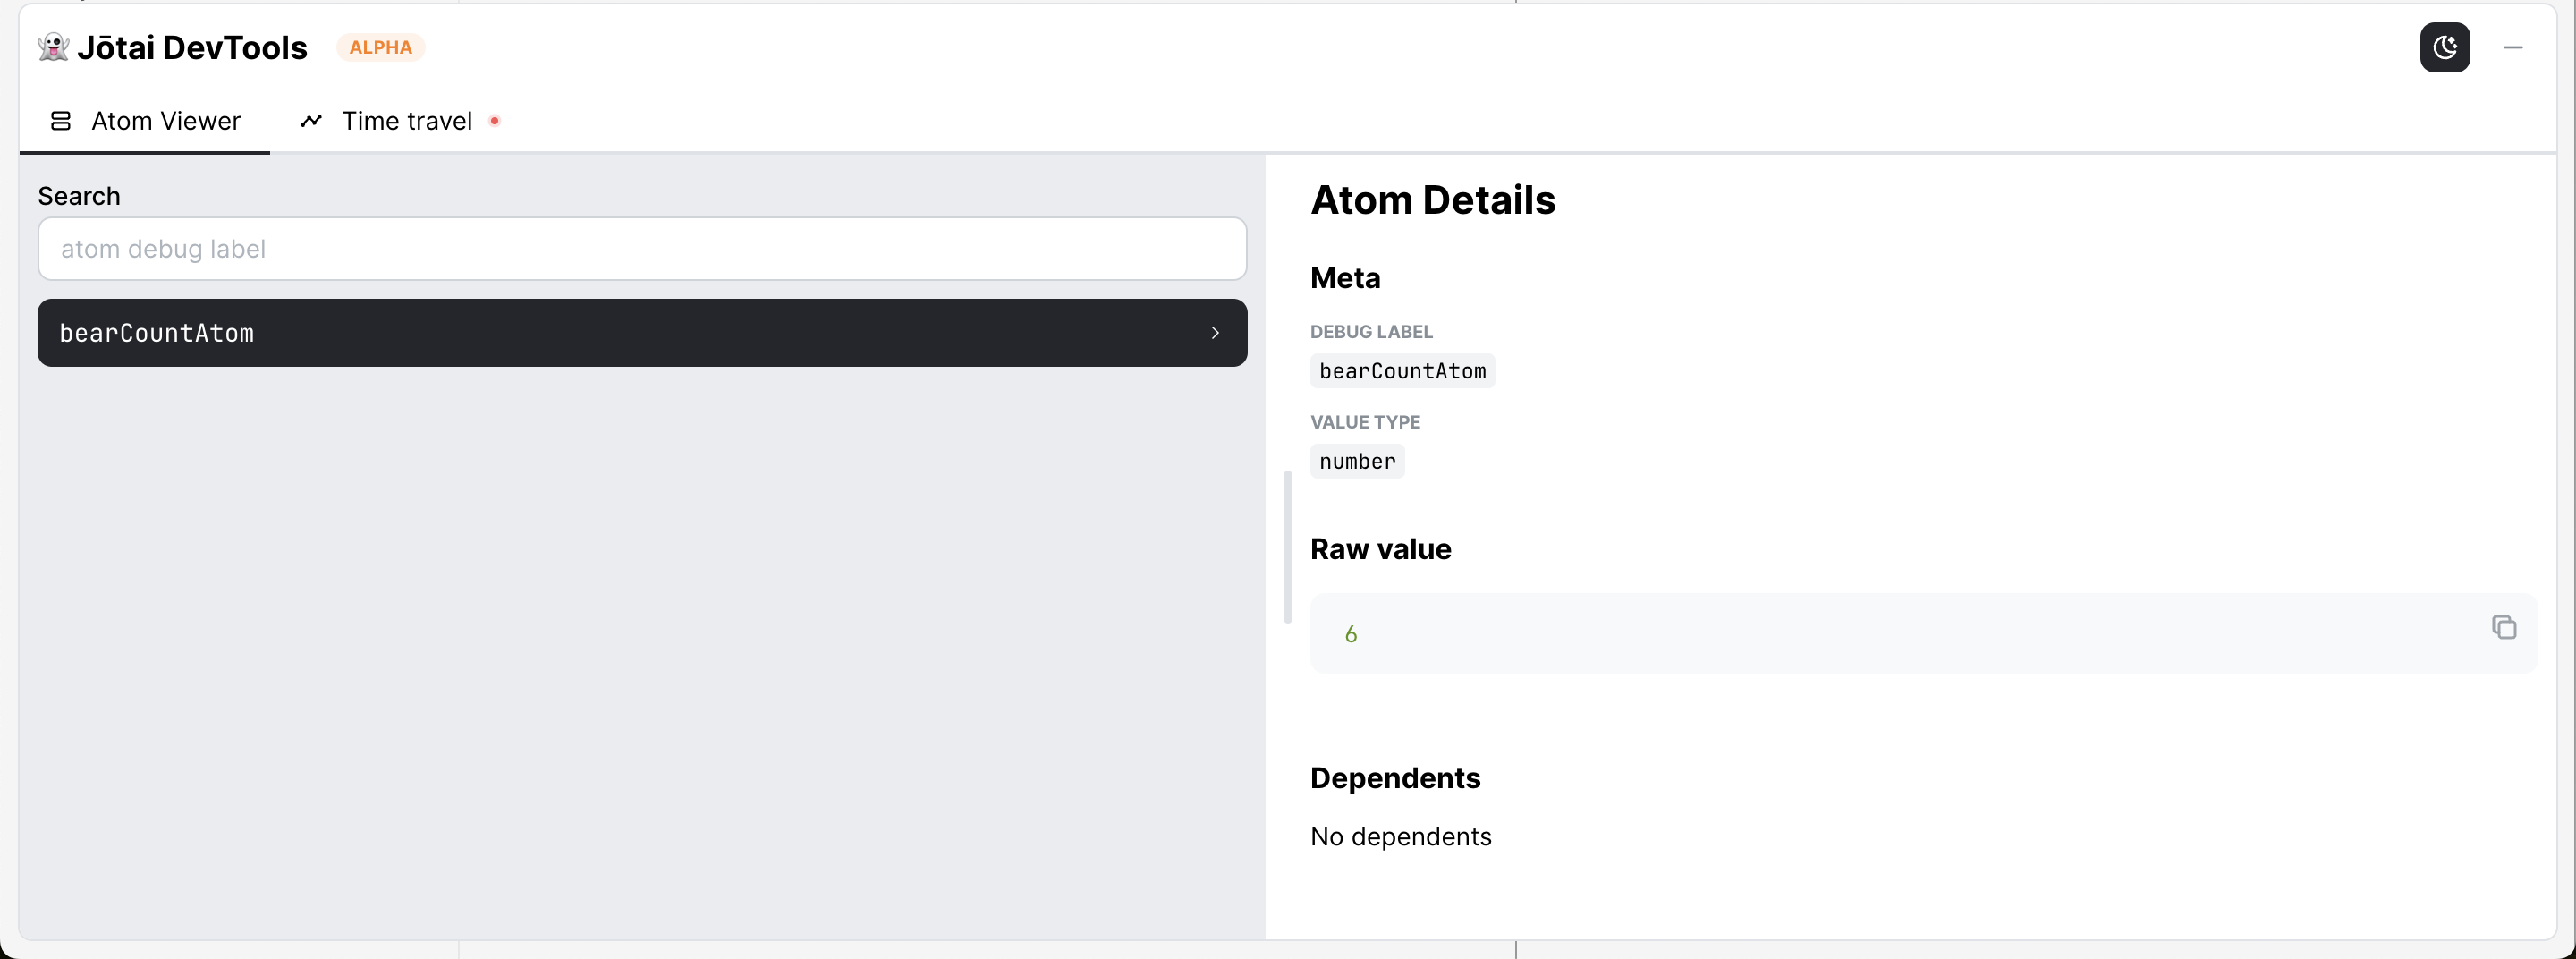 Jōtai DevTools ALPHA
Atom Viewer Time travel
Search
atom debug label
bearCountAtom
Atom Details
Meta
DEBUG LABEL
bearCountAtom
VALUE TYPE
number
Raw value
6
Dependents
No dependents